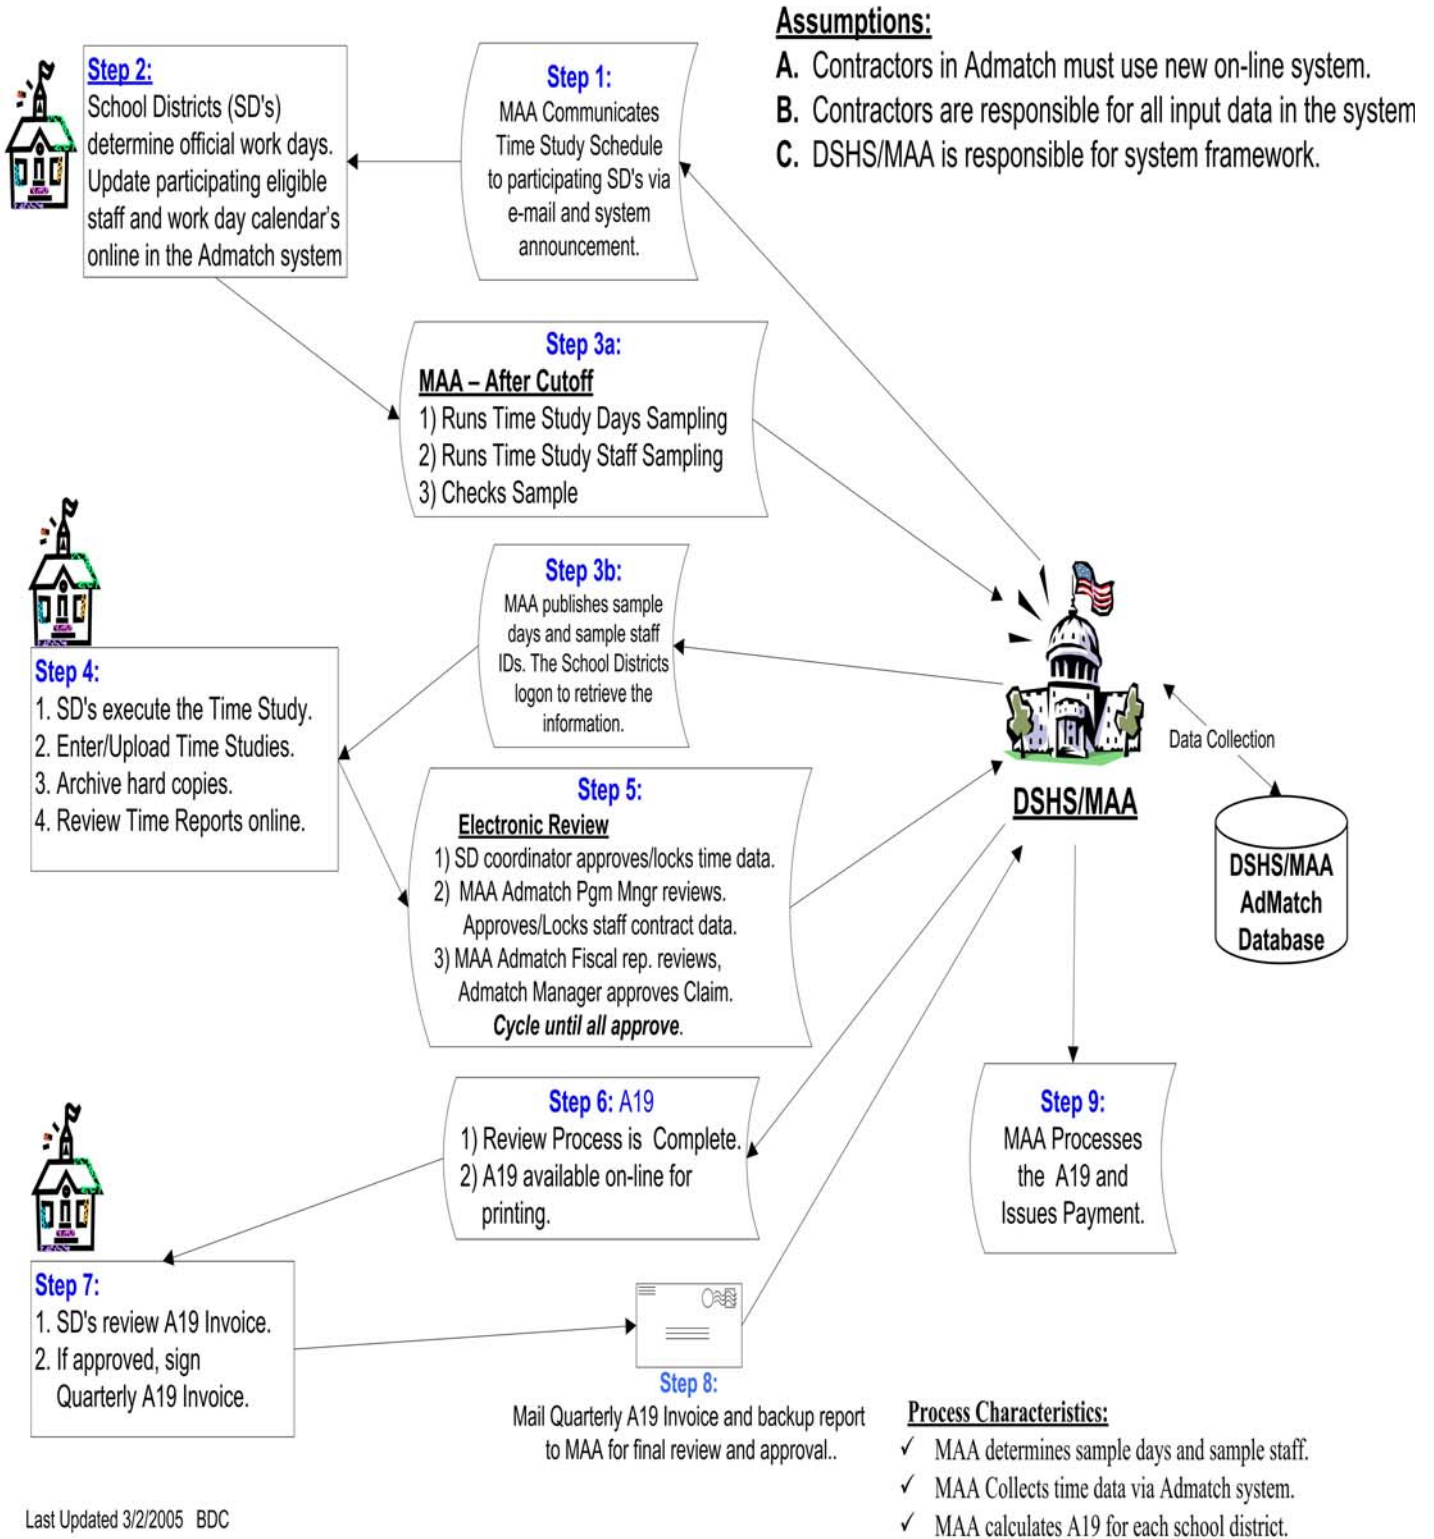 Assumptions:
A. Contractors in Admatch must use new on-line system.
B. Contractors are responsible for all input data in the system
C. DSHS/MAA is responsible for system framework.
Step 2:
School Districts (SD's)
determine official work days.
Update participating eligible
staff and work day calendar's
online in the Admatch system
Step 1:
MAA Communicates
Time Study Schedule
to participating SD's via
e-mail and system
announcement.
Step 3a:
MAA – After Cutoff
1) Runs Time Study Days Sampling
2) Runs Time Study Staff Sampling
3) Checks Sample
Step 3b:
MAA publishes sample
days and sample staff
IDs. The School Districts
logon to retrieve the
information.
Step 4:
1. SD's execute the Time Study.
2. Enter/Upload Time Studies.
3. Archive hard copies.
4. Review Time Reports online.
Data Collection
DSHS/MAA
DSHS/MAA
AdMatch
Database
Step 5:
Electronic Review
1) SD coordinator approves/locks time data.
2) MAA Admatch Pgm Mngr reviews.
Approves/Locks staff contract data.
3) MAA Admatch Fiscal rep. reviews,
Admatch Manager approves Claim.
Cycle until all approve.
Step 6: A19
1) Review Process is Complete.
2) A19 available on-line for
printing.
Step 9:
MAA Processes
the A19 and
Issues Payment.
Step 7:
1. SD's review A19 Invoice.
2. If approved, sign
Quarterly A19 Invoice.
Step 8:
Mail Quarterly A19 Invoice and backup report
to MAA for final review and approval..
Process Characteristics:
✓ MAA determines sample days and sample staff.
✓ MAA Collects time data via Admatch system.
✓ MAA calculates A19 for each school district.
Last Updated 3/2/2005 BDC